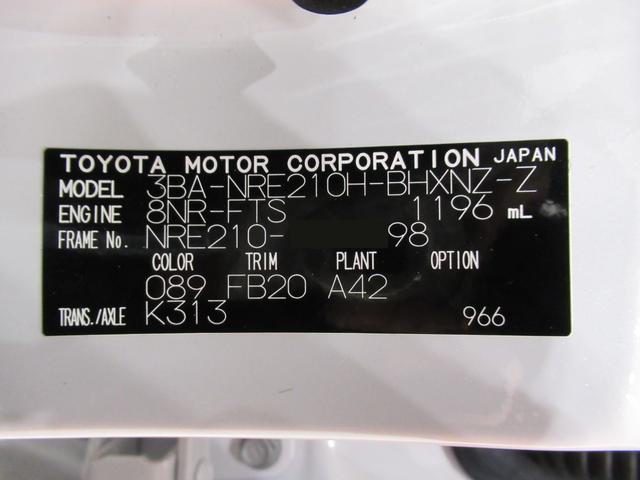 TOYOTA MOTOR CORPORATION JAPAN
MODEL 3BA-NRE210H-BHXNZ-Z
ENGINE 8NR-FTS 1196 mL
FRAME No. NRE210- 98
COLOR TRIM PLANT OPTION
089 FB20 A42
TRANS./AXLE K313 966